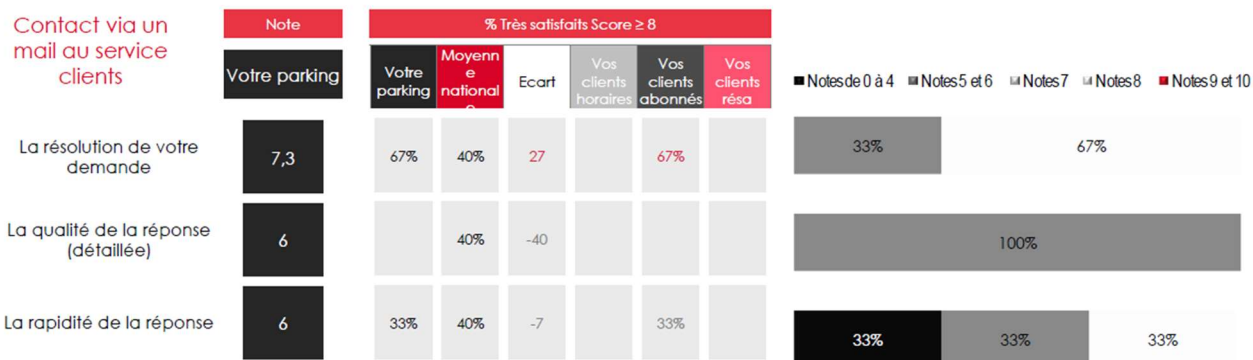 Contact via un
mail au service
clients
Note
% Très satisfaits Score ≥ 8
Votre parking
Votre
parking
Moyenn
e
national
Ecart
Vos
clients
horaires
Vos
clients
abonnés
Vos
clients
résa
Notes de 0 à 4 Notes 5 et 6 Notes 7 Notes 8 Notes 9 et 10
La résolution de votre
demande
7,3
67% 40% 27 67%
33% 67%
La qualité de la réponse
(détaillée)
6
40% -40
100%
La rapidité de la réponse
6
33% 40% -7 33%
33% 33% 33%